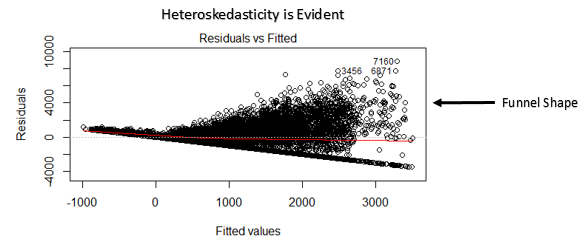 Heteroskedasticity is Evident
Residuals vs Fitted
7160
3456 6871
10000
4000
0
-4000
Residuals
Funnel Shape
-1000 0 1000 2000 3000
Fitted values